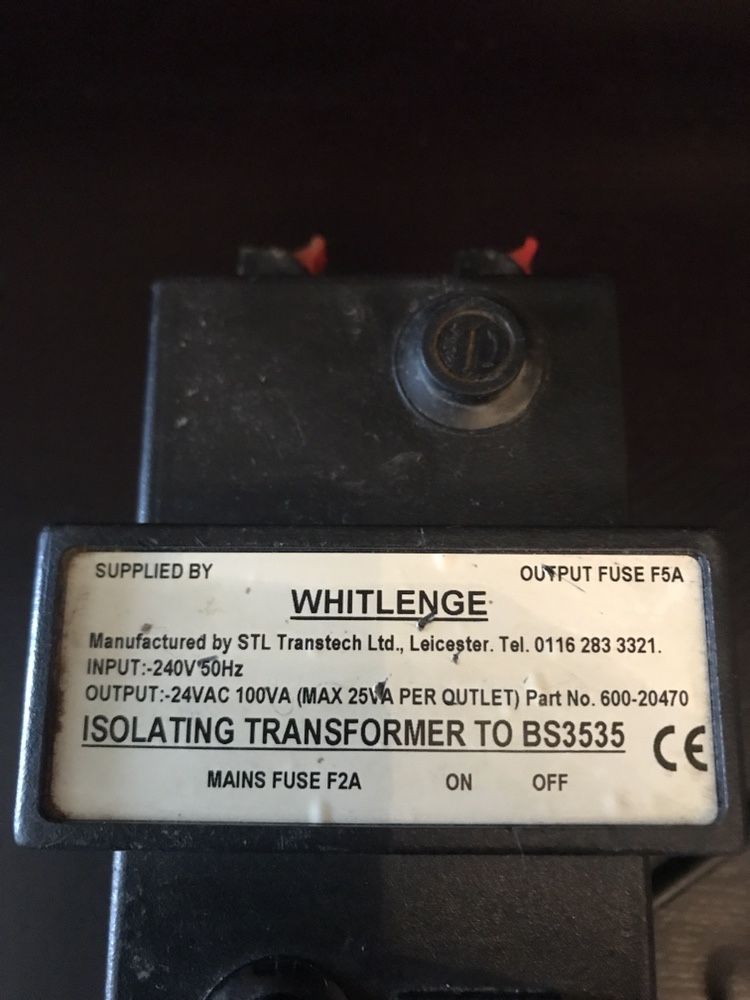 SUPPLIED BY OUTPUT FUSE F5A
WHITLENGE
Manufactured by STL Transtech Ltd., Leicester. Tel. 0116 283 3321.
INPUT:-240V 50Hz
OUTPUT:-24VAC 100VA (MAX 25VA PER OUTLET) Part No. 600-20470
ISOLATING TRANSFORMER TO BS3535 CE
MAINS FUSE F2A ON OFF